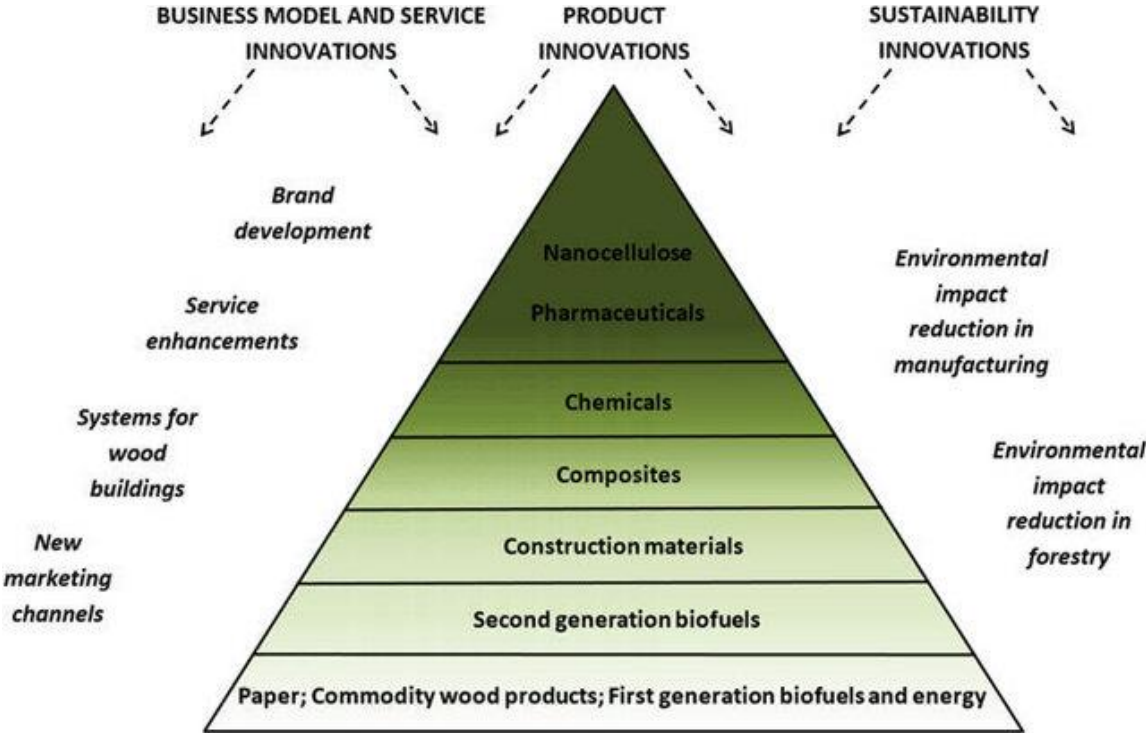 BUSINESS MODEL AND SERVICE
INNOVATIONS
PRODUCT
INNOVATIONS
SUSTAINABILITY
INNOVATIONS
Brand
development
Service
enhancements
Systems for
wood
buildings
New
marketing
channels
Nanocellulose
Pharmaceuticals
Chemicals
Composites
Construction materials
Second generation biofuels
Paper; Commodity wood products; First generation biofuels and energy
Environmental
impact
reduction in
manufacturing
Environmental
impact
reduction in
forestry